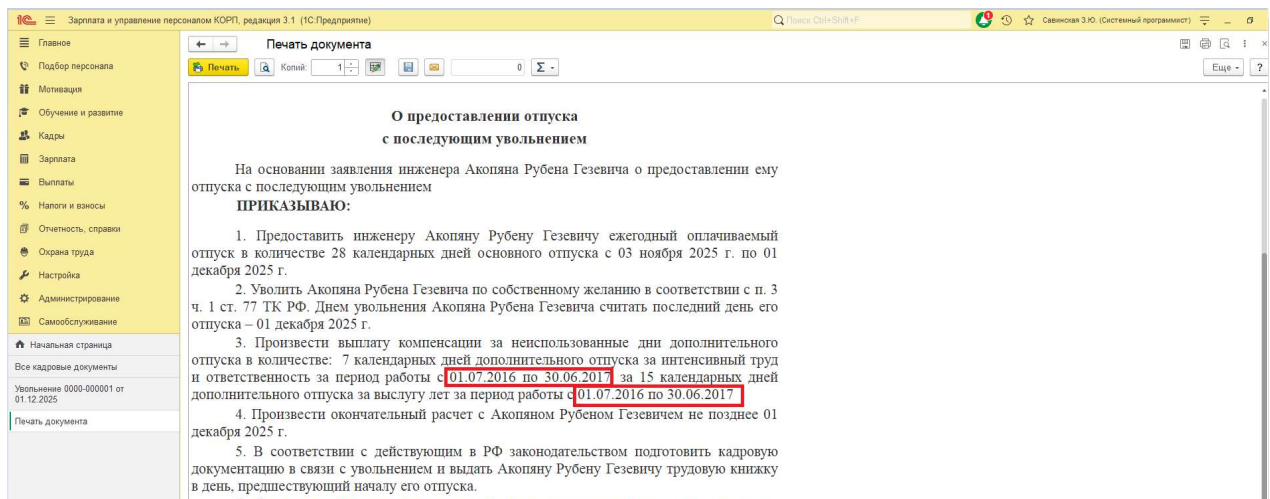 1С Зарплата и управление персоналом КОРП, редакция 3.1 (1С:Предприятие) Поиск Ctrl+Shift+F Савинская З.Ю. (Системный программист)
Главное
Подбор персонала
Мотивация
Обучение и развитие
Кадры
Зарплата
Выплаты
% Налоги и взносы
Отчетность, справки
Охрана труда
Настройка
Администрирование
Самообслуживание
Начальная страница
Все кадровые документы
Увольнение 0000-000001 от
01.12.2025
Печать документа
Печать документа
Печать Копий: 1 0 Σ Еще ?
О предоставлении отпуска
с последующим увольнением
На основании заявления инженера Акопяна Рубена Гезевича о предоставлении ему
отпуска с последующим увольнением
ПРИКАЗЫВАЮ:
1. Предоставить инженеру Акопяну Рубену Гезевичу ежегодный оплачиваемый
отпуск в количестве 28 календарных дней основного отпуска с 03 ноября 2025 г. по 01
декабря 2025 г.
2. Уволить Акопяна Рубена Гезевича по собственному желанию в соответствии с п. 3
ч. 1 ст. 77 ТК РФ. Днем увольнения Акопяна Рубена Гезевича считать последний день его
отпуска – 01 декабря 2025 г.
3. Произвести выплату компенсации за неиспользованные дни дополнительного
отпуска в количестве: 7 календарных дней дополнительного отпуска за интенсивный труд
и ответственность за период работы с 01.07.2016 по 30.06.2017 за 15 календарных дней
дополнительного отпуска за выслугу лет за период работы с 01.07.2016 по 30.06.2017
4. Произвести окончательный расчет с Акопяном Рубеном Гезевичем не позднее 01
декабря 2025 г.
5. В соответствии с действующим в РФ законодательством подготовить кадровую
документацию в связи с увольнением и выдать Акопяну Рубену Гезевичу трудовую книжку
в день, предшествующий началу его отпуска.